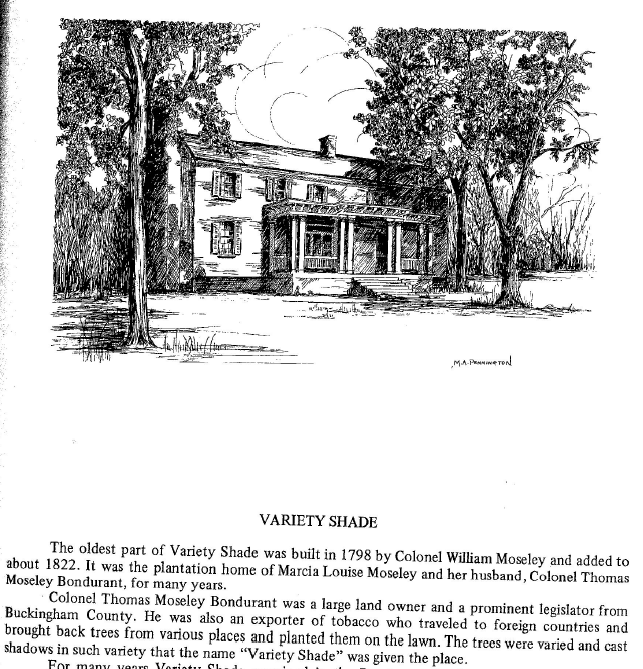 M.A. PENNINGTON
VARIETY SHADE
The oldest part of Variety Shade was built in 1798 by Colonel William Moseley and added to
about 1822. It was the plantation home of Marcia Louise Moseley and her husband, Colonel Thomas
Moseley Bondurant, for many years.
Colonel Thomas Moseley Bondurant was a large land owner and a prominent legislator from
Buckingham County. He was also an exporter of tobacco who traveled to foreign countries and
brought back trees from various places and planted them on the lawn. The trees were varied and cast
shadows in such variety that the name “Variety Shade” was given the place.
For many years Variety Shade